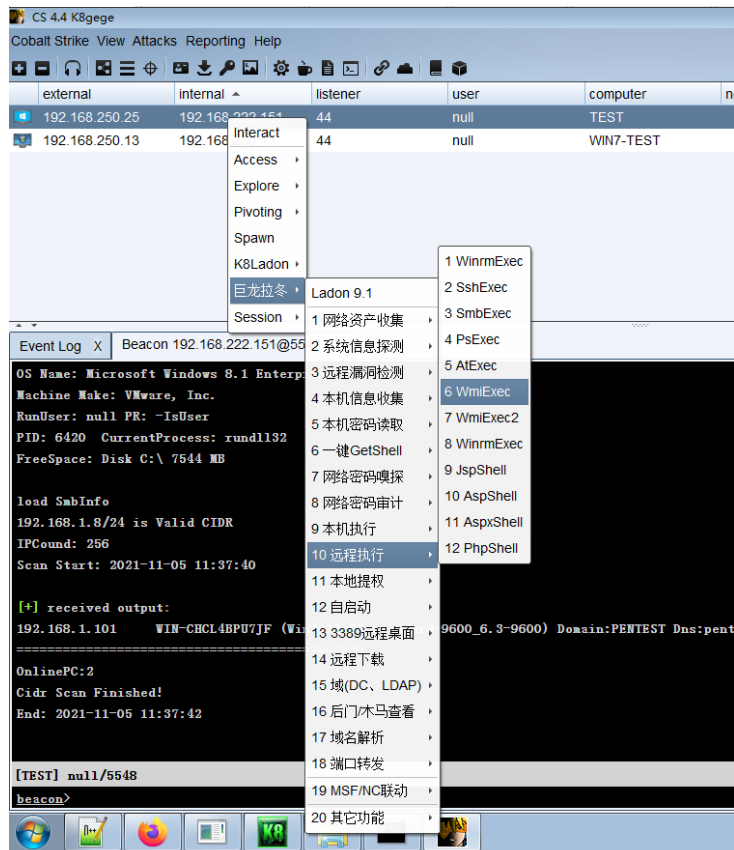 CS 4.4 K8gege
Cobalt Strike View Attacks Reporting Help
external internal listener user computer
192.168.250.25 192.168.222.151 44 null TEST
192.168.250.13 192.168 44 null WIN7-TEST
Interact
Access
Explore
Pivoting
Spawn
K8Ladon
巨龙拉冬
Session
Ladon 9.1
1 网络资产收集
2 系统信息探测
3 远程漏洞检测
4 本机信息收集
5 本机密码读取
6 一键GetShell
7 网络密码嗅探
8 网络密码审计
9 本机执行
10 远程执行
11 本地提权
12 自启动
13 3389远程桌面
14 远程下载
15 域(DC、LDAP)
16 后门/木马查看
17 域名解析
18 端口转发
19 MSF/NC联动
20 其它功能
1 WinrmExec
2 SshExec
3 SmbExec
4 PsExec
5 AtExec
6 WmiExec
7 WmiExec2
8 WinrmExec
9 JspShell
10 AspShell
11 AspxShell
12 PhpShell
Event Log X Beacon 192.168.222.151@55
OS Name: Microsoft Windows 8.1 Enterp
Machine Make: VMware, Inc.
RunUser: null PR: -IsUser
PID: 6420 CurrentProcess: rundll32
FreeSpace: Disk C:\ 7544 MB
load SmbInfo
192.168.1.8/24 is Valid CIDR
IPCound: 256
Scan Start: 2021-11-05 11:37:40
[+] received output:
192.168.1.101 WIN-CHCL4BPU7JF (Wi 9600_6.3-9600) Domain:PENTEST Dns:pent
=============================================
OnlinePC:2
Cidr Scan Finished!
End: 2021-11-05 11:37:42
[TEST] null/5548
beacon>
K8